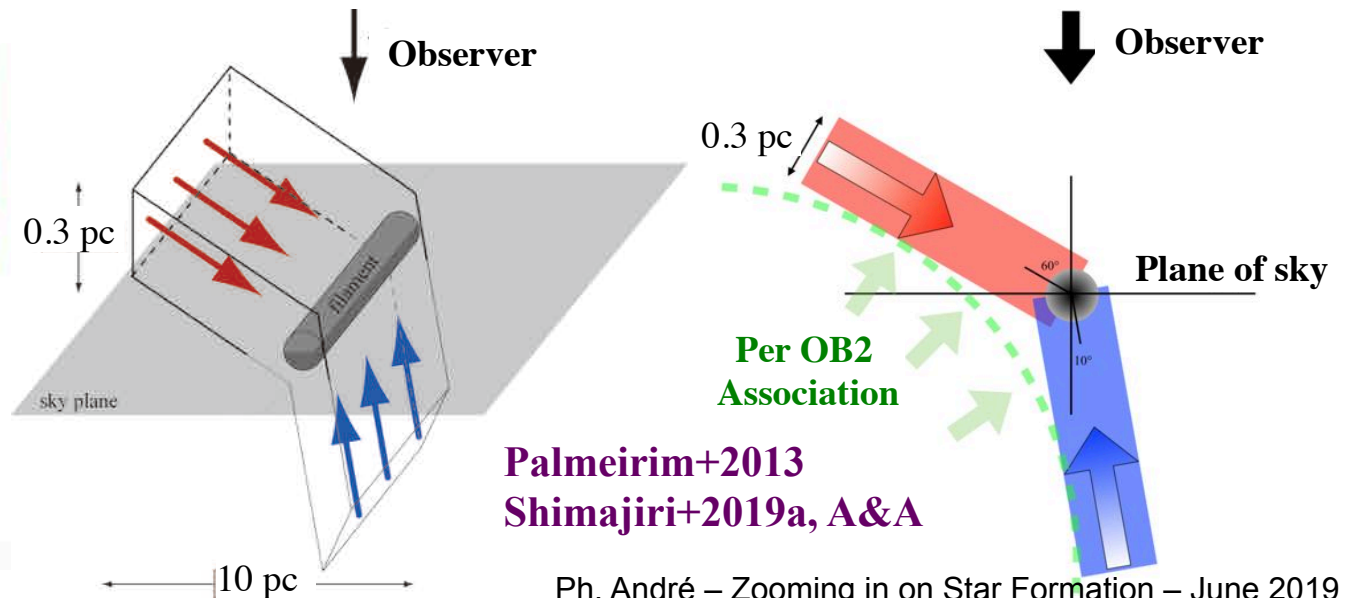 Observer
0.3 pc
filament
sky plane
10 pc
Observer
0.3 pc
60°
Plane of sky
10°
Per OB2
Association
Palmeirim+2013
Shimajiri+2019a, A&A
Ph. André – Zooming in on Star Formation – June 2019